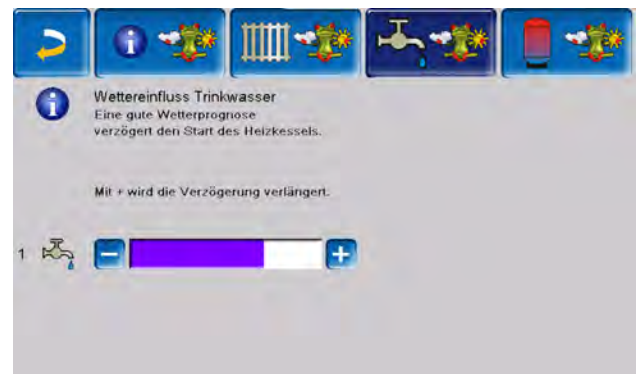 Wettereinfluss Trinkwasser
Eine gute Wetterprognose
verzögert den Start des Heizkessels.
Mit + wird die Verzögerung verlängert.
1